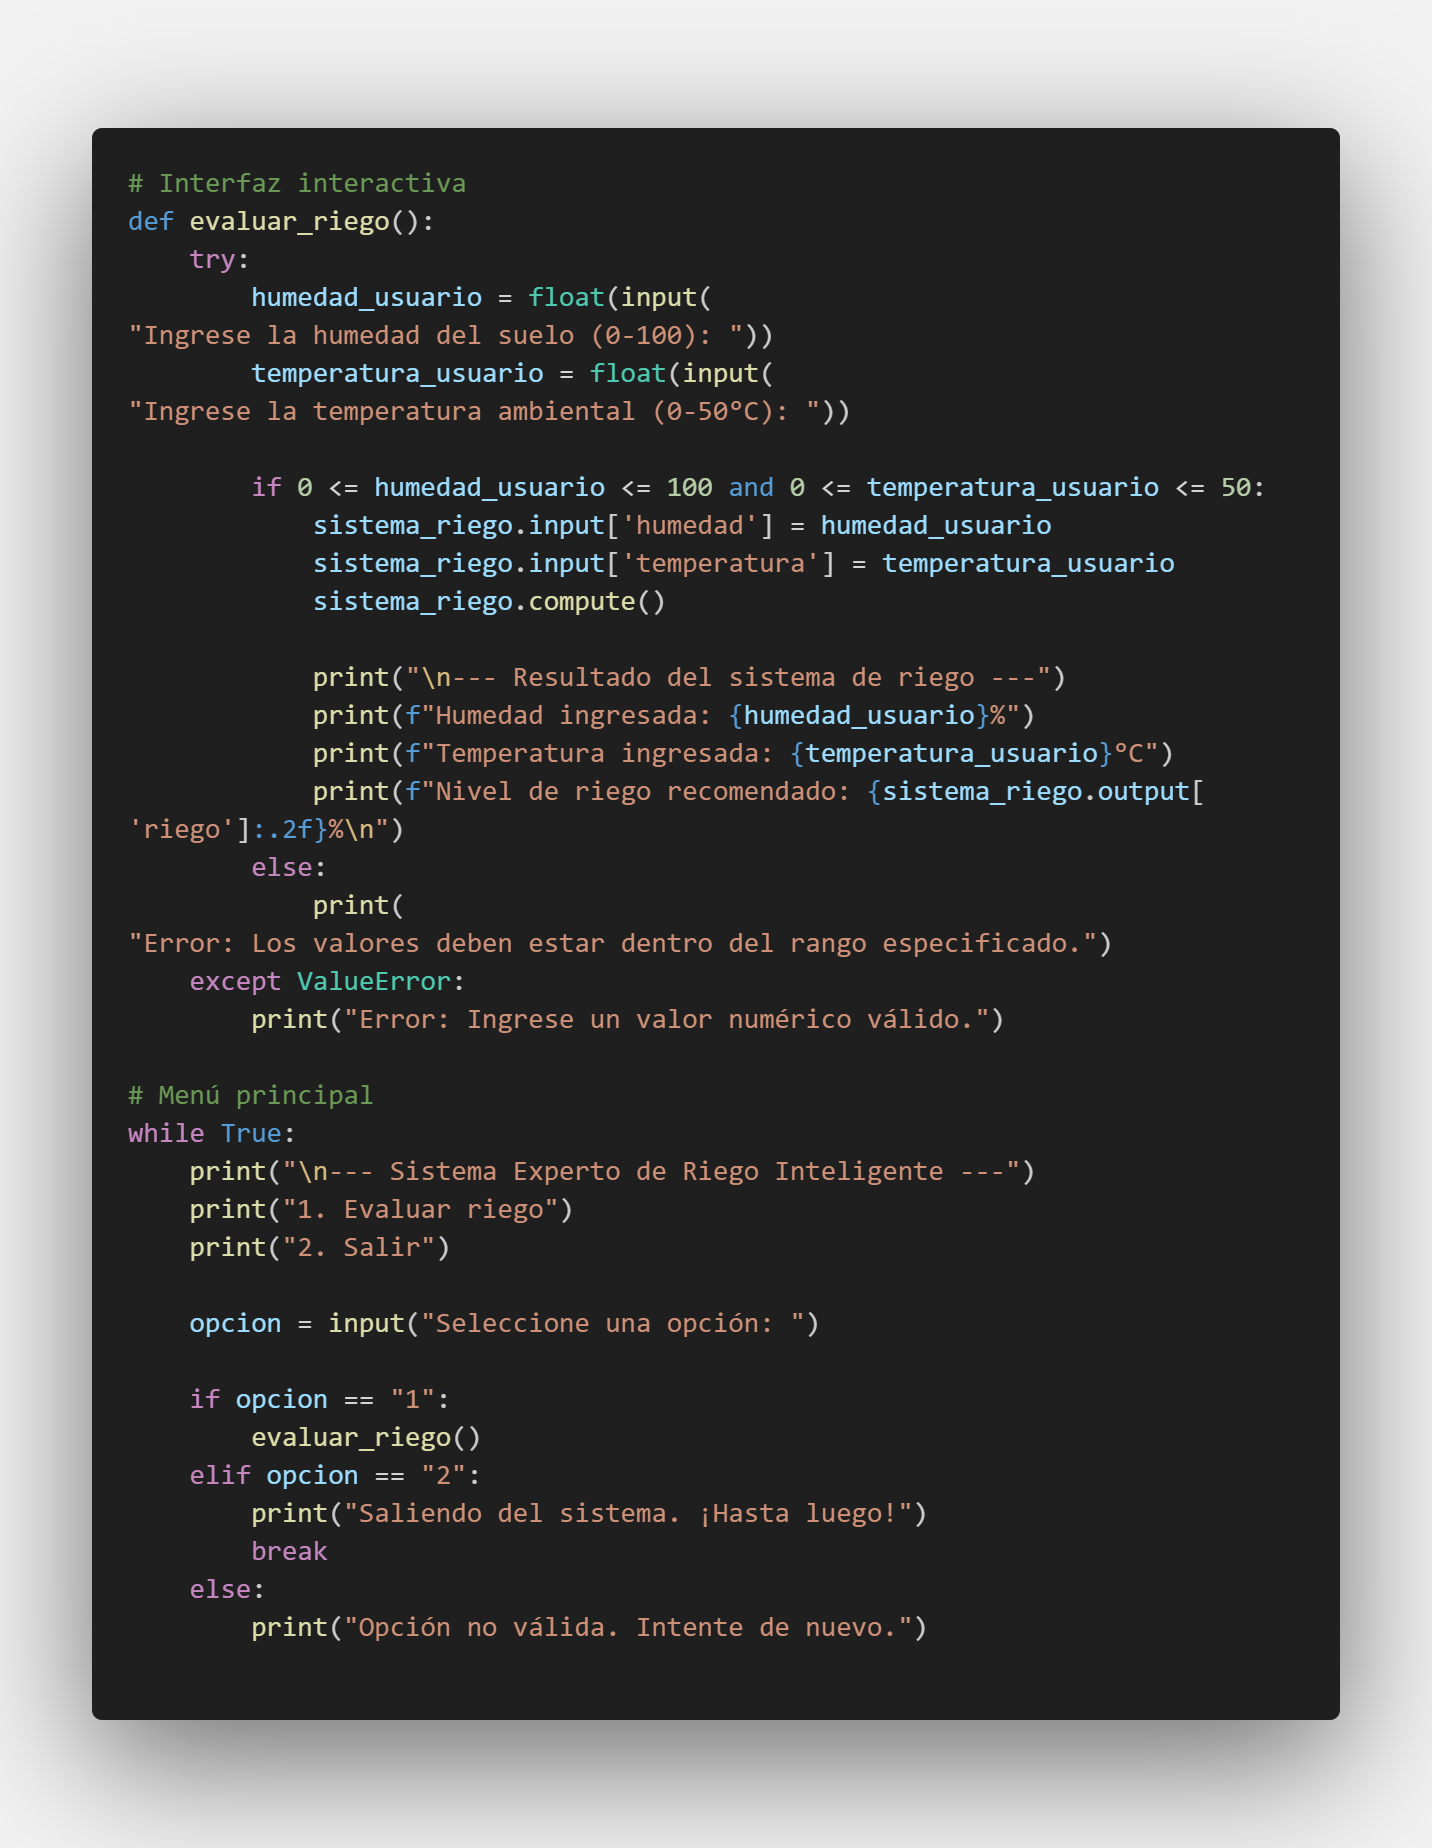 # Interfaz interactiva
def evaluar_riego():
    try:
        humedad_usuario = float(input(
"Ingrese la humedad del suelo (0-100): "))
        temperatura_usuario = float(input(
"Ingrese la temperatura ambiental (0-50°C): "))

        if 0 <= humedad_usuario <= 100 and 0 <= temperatura_usuario <= 50:
            sistema_riego.input['humedad'] = humedad_usuario
            sistema_riego.input['temperatura'] = temperatura_usuario
            sistema_riego.compute()

            print("\n--- Resultado del sistema de riego ---")
            print(f"Humedad ingresada: {humedad_usuario}%")
            print(f"Temperatura ingresada: {temperatura_usuario}°C")
            print(f"Nivel de riego recomendado: {sistema_riego.output[
'riego']:.2f}%\n")
        else:
            print(
"Error: Los valores deben estar dentro del rango especificado.")
    except ValueError:
        print("Error: Ingrese un valor numérico válido.")

# Menú principal
while True:
    print("\n--- Sistema Experto de Riego Inteligente ---")
    print("1. Evaluar riego")
    print("2. Salir")

    opcion = input("Seleccione una opción: ")

    if opcion == "1":
        evaluar_riego()
    elif opcion == "2":
        print("Saliendo del sistema. ¡Hasta luego!")
        break
    else:
        print("Opción no válida. Intente de nuevo.")